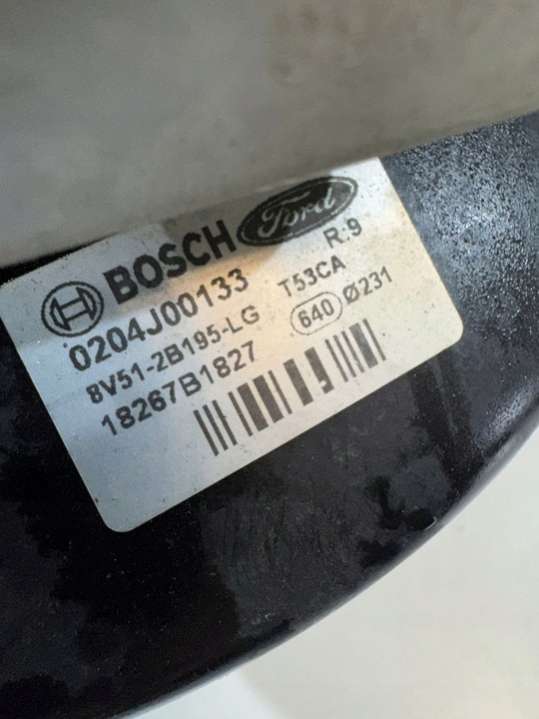 BOSCH Ford
0204J00133 R:9
8V51-2B195-LG T53CA
18267B1827 640 Ø231